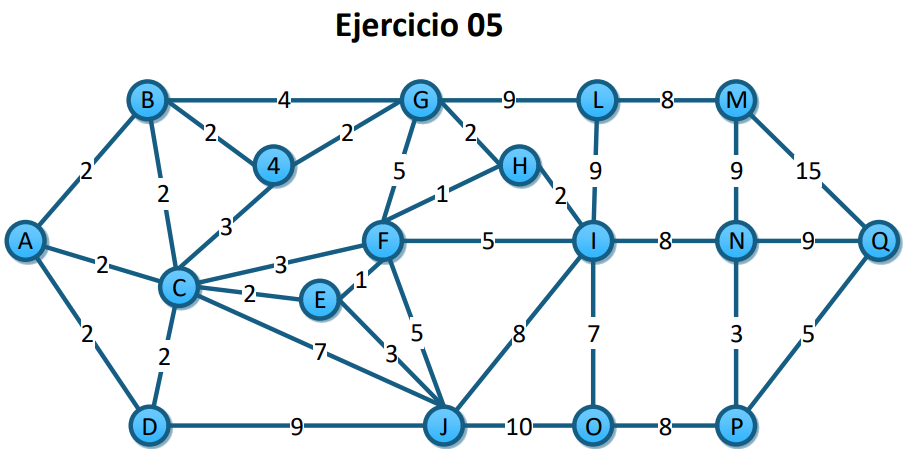 Ejercicio 05
B 4 G 9 L 8 M
2 2 2
4 H
2 2 5 1 9 9 15
3 2
A F 5 I 8 N 9 Q
2 3
C 2 E 1
2 2 7 3 5 8 7 3 5
D 9 J 10 O 8 P